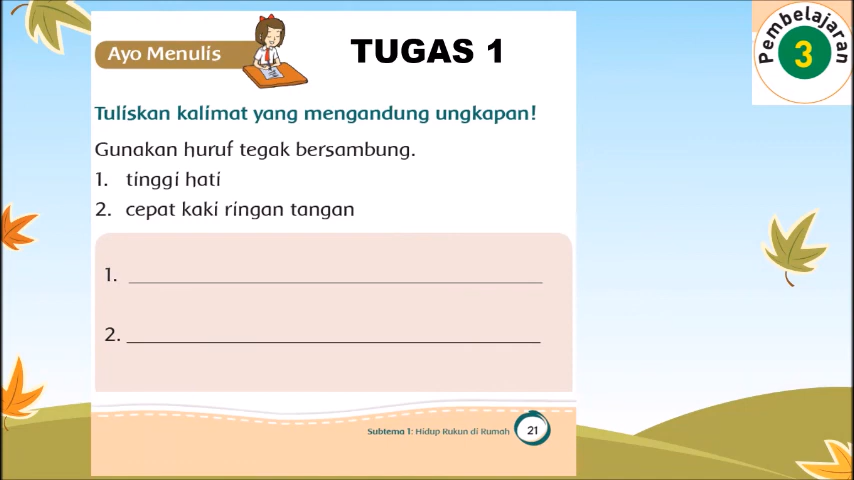 Ayo Menulis
TUGAS 1
Pembelajaran
3
Tuliskan kalimat yang mengandung ungkapan!
Gunakan huruf tegak bersambung.
1. tinggi hati
2. cepat kaki ringan tangan
1.
2.
Subtema 1: Hidup Rukun di Rumah
21